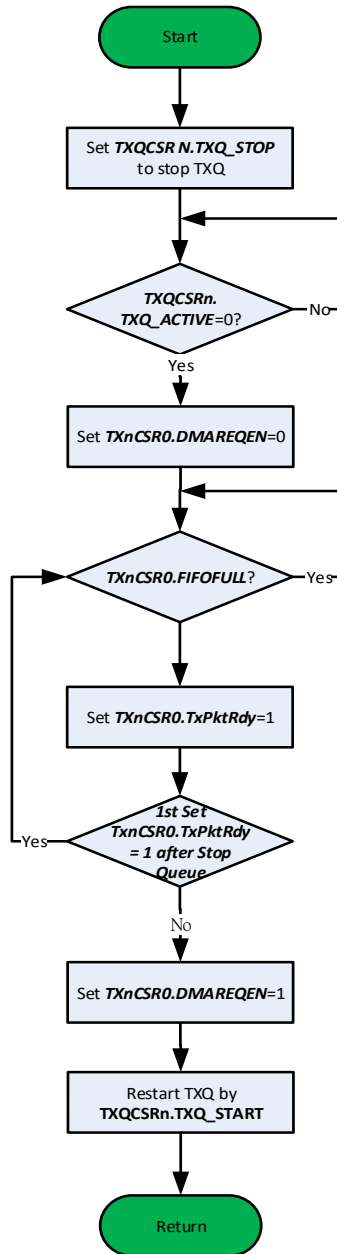 Start
Set TXQCSR N.TXQ_STOP
to stop TXQ
TXQCSRn.
TXQ_ACTIVE=0?
No
Yes
Set TXnCSR0.DMAREQEN=0
TXnCSR0.FIFOFULL?
Yes
Set TXnCSR0.TxPktRdy=1
1st Set
TxnCSR0.TxPktRdy
= 1 after Stop
Queue
Yes
No
Set TXnCSR0.DMAREQEN=1
Restart TXQ by
TXQCSRn.TXQ_START
Return